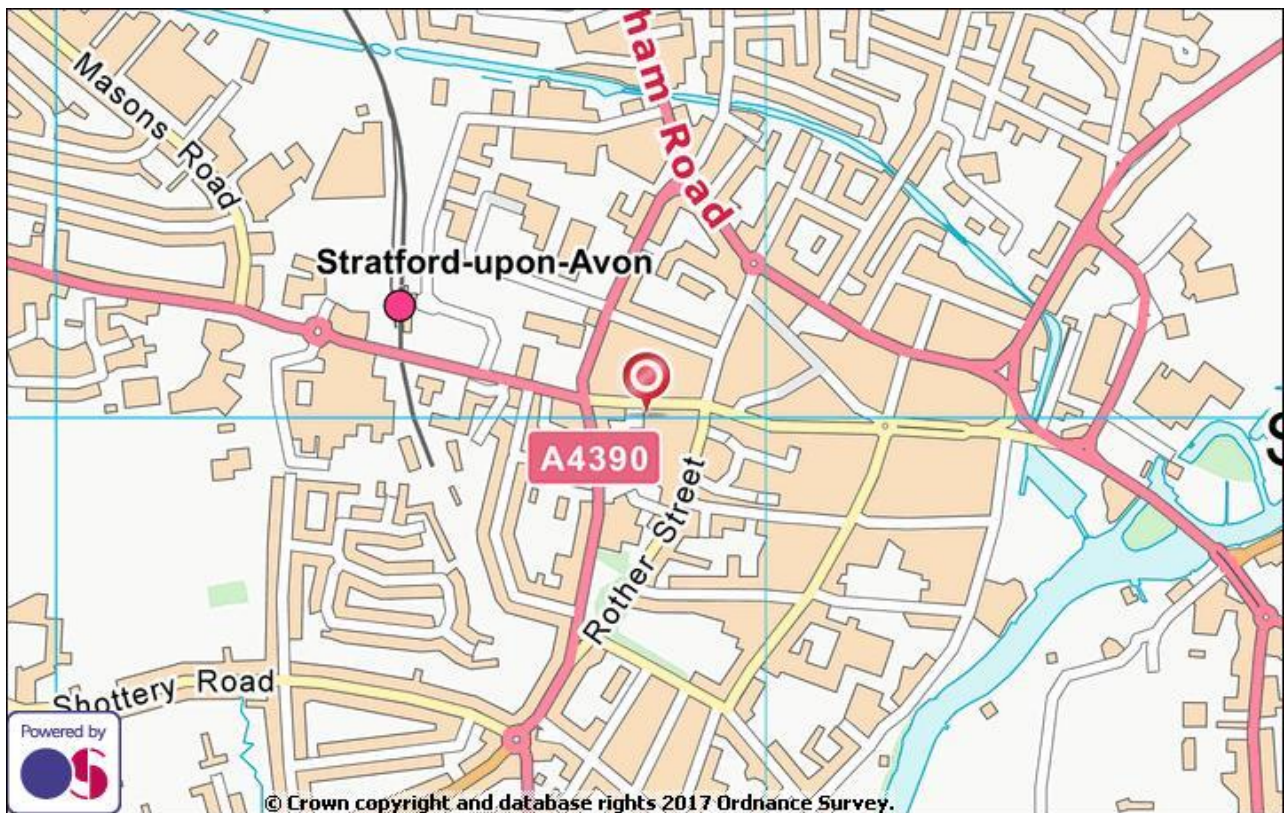 ham Road
Masons Road
Stratford-upon-Avon
A4390
Rother Street
S
Shottery Road
Powered by
OS
© Crown copyright and database rights 2017 Ordnance Survey.